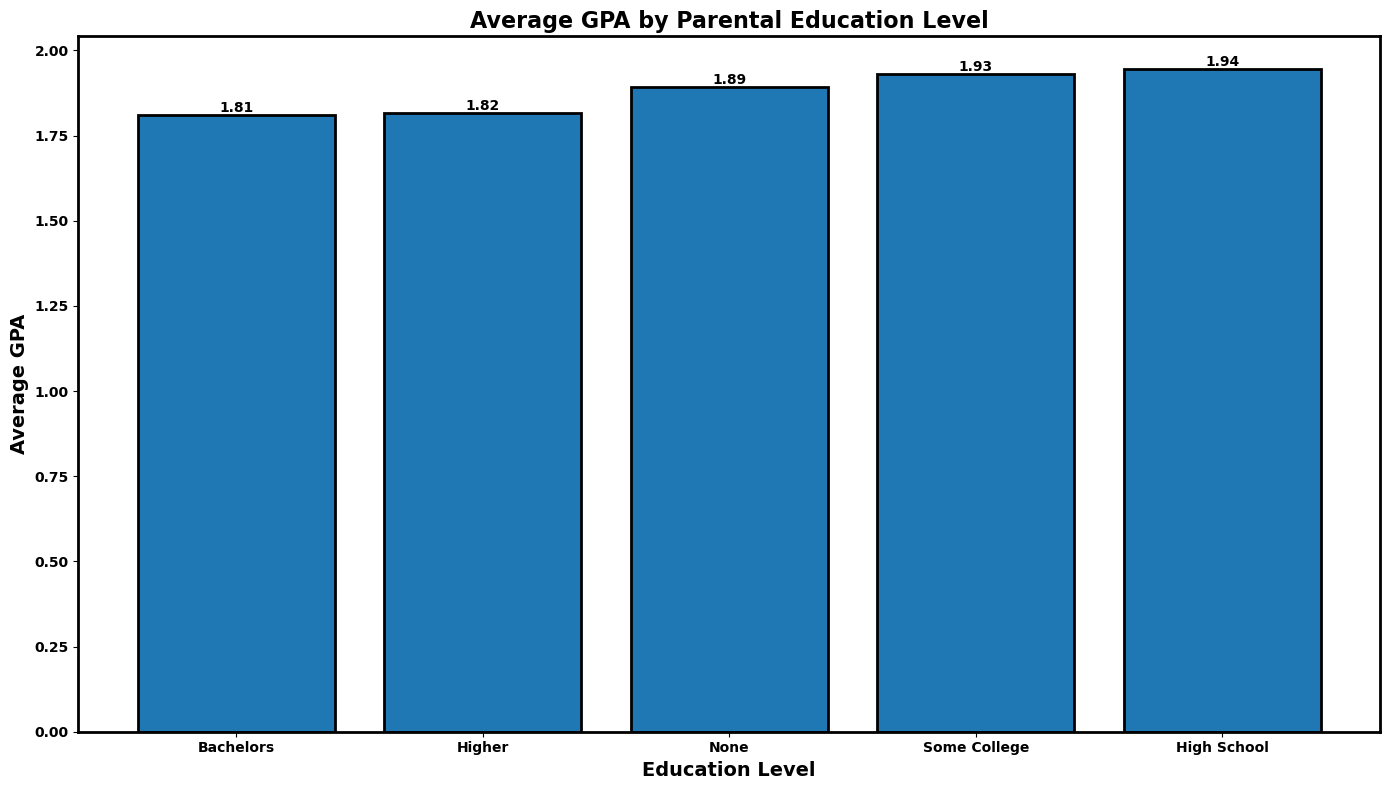 Average GPA by Parental Education Level
2.00
1.75
1.50
1.25
1.00
0.75
0.50
0.25
0.00
Average GPA
1.81
1.82
1.89
1.93
1.94
Bachelors
Higher
None
Some College
High School
Education Level